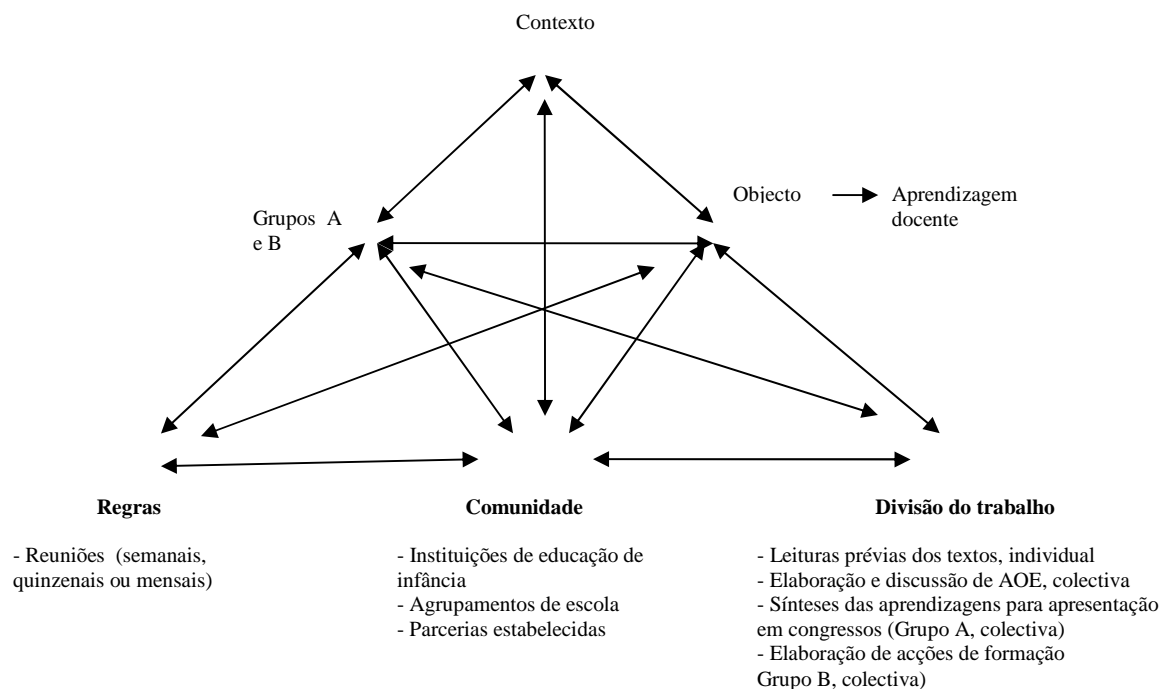 Contexto
Objecto
Aprendizagem
docente
Grupos A
e B
Regras
- Reuniões (semanais,
quinzenais ou mensais)
Comunidade
- Instituições de educação de
infância
- Agrupamentos de escola
- Parcerias estabelecidas
Divisão do trabalho
- Leituras prévias dos textos, individual
- Elaboração e discussão de AOE, colectiva
- Sínteses das aprendizagens para apresentação
em congressos (Grupo A, colectiva)
- Elaboração de acções de formação
Grupo B, colectiva)